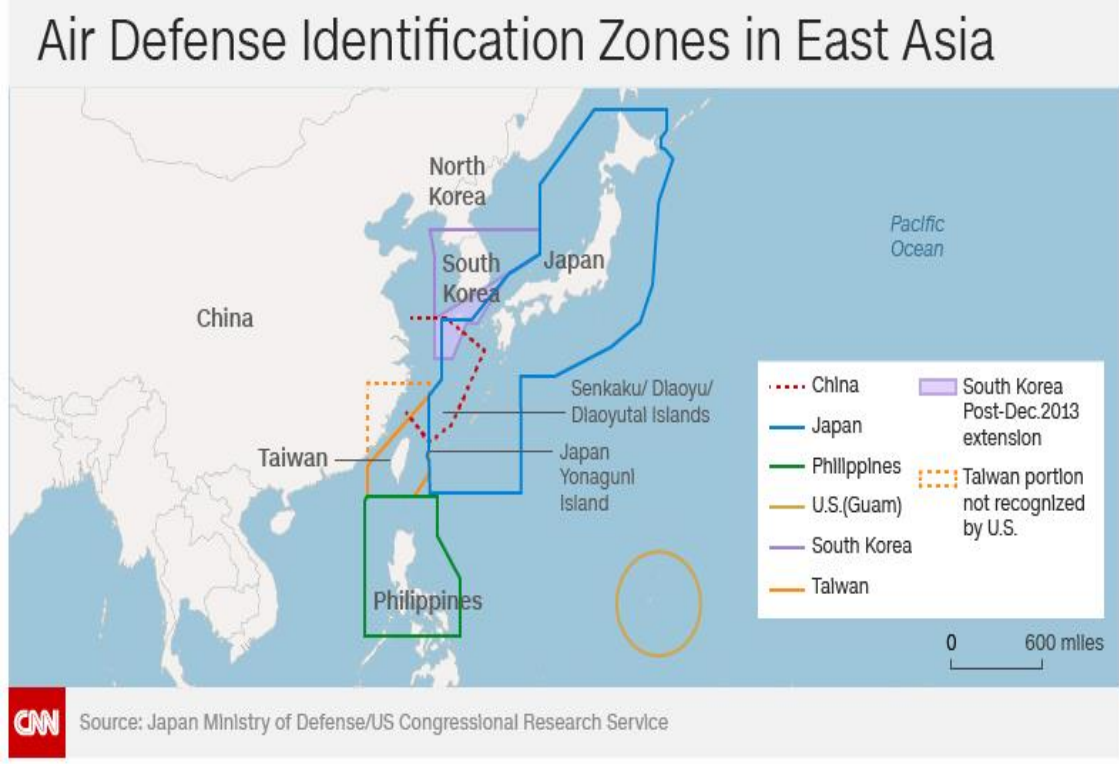 Air Defense Identification Zones in East Asia
North
Korea
South
Korea
Japan
China
Pacific
Ocean
Senkaku/ Diaoyu/
Diaoyutai Islands
Taiwan
Japan
Yonaguni
Island
Philippines
China
Japan
Philippines
U.S.(Guam)
South Korea
Taiwan
South Korea
Post-Dec.2013
extension
Taiwan portion
not recognized
by U.S.
0 600 miles
CNN
Source: Japan Ministry of Defense/US Congressional Research Service